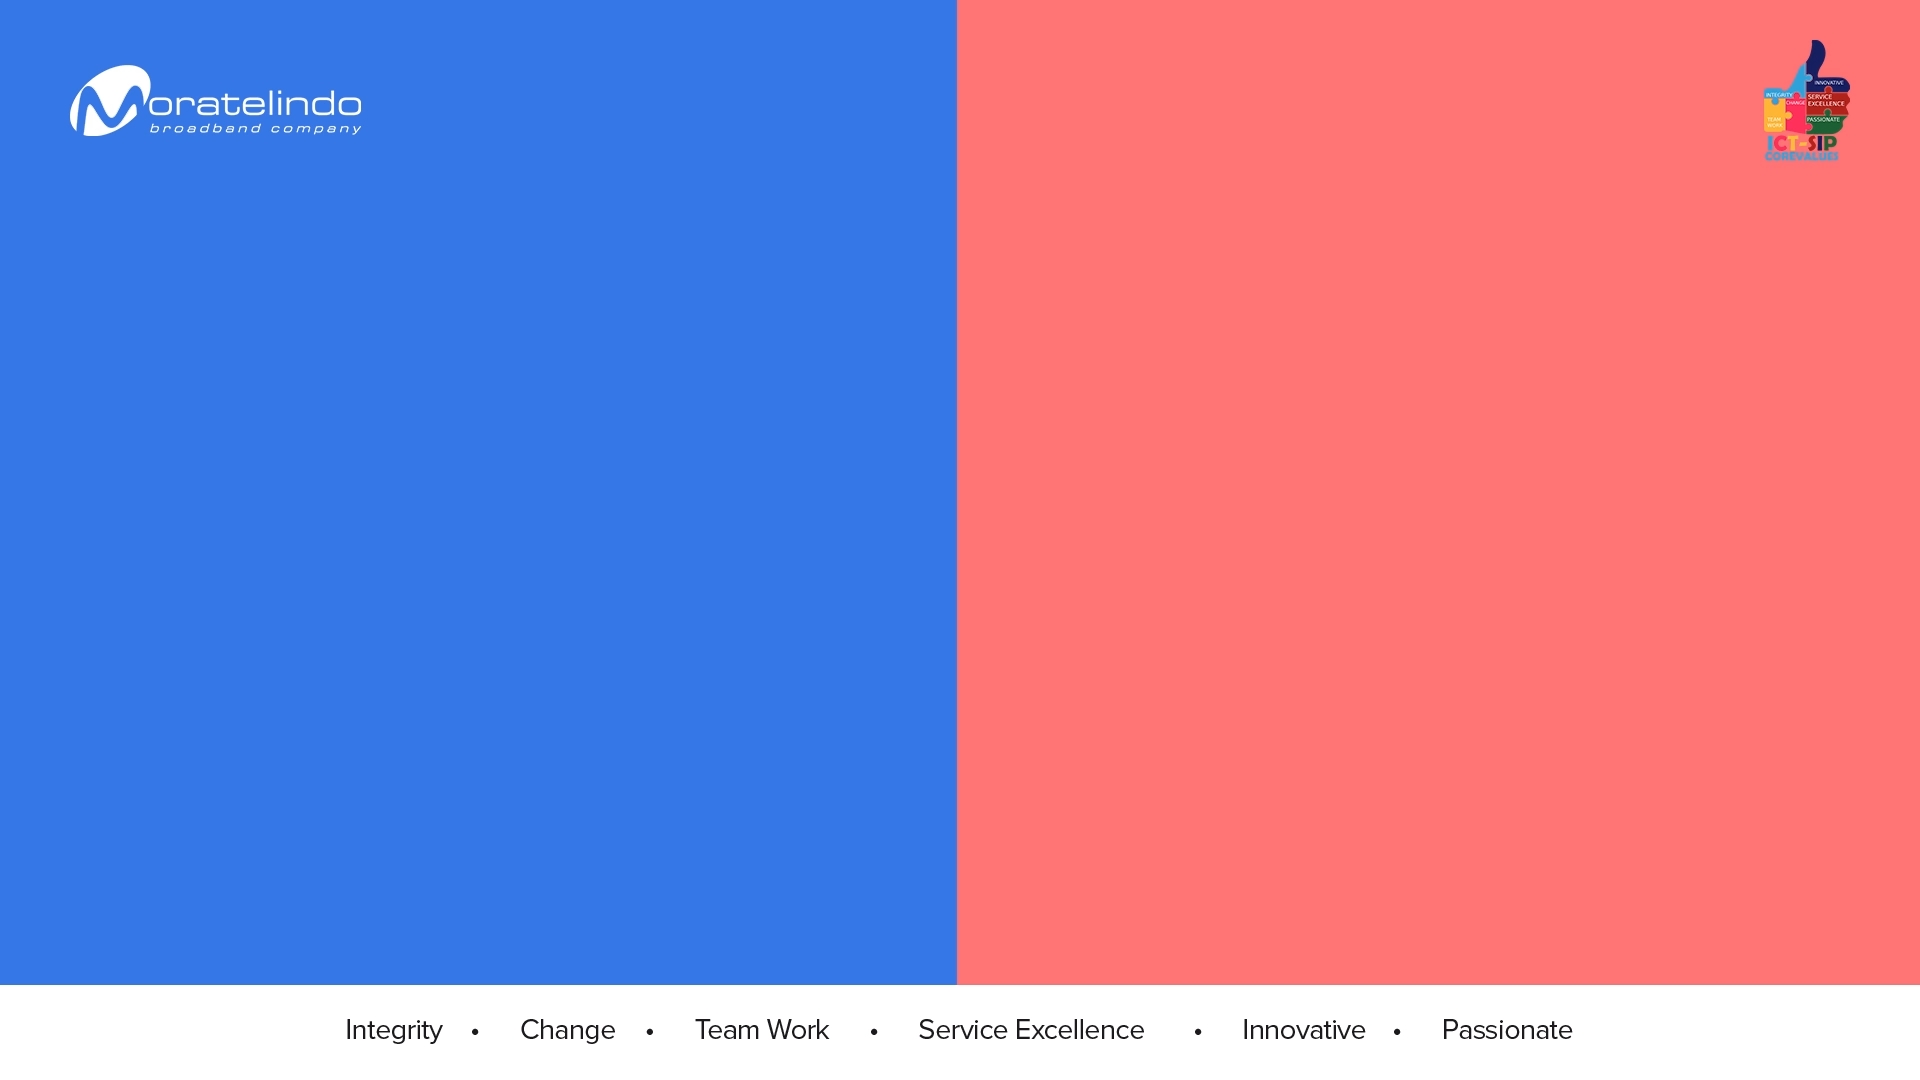 Moratelindo
broadband company
INNOVATIVE
INTEGRITY
SERVICE
EXCELLENCE
CHANGE
TEAM
WORK
PASSIONATE
ICT-SIP
COREVALUES
Integrity • Change • Team Work • Service Excellence • Innovative • Passionate